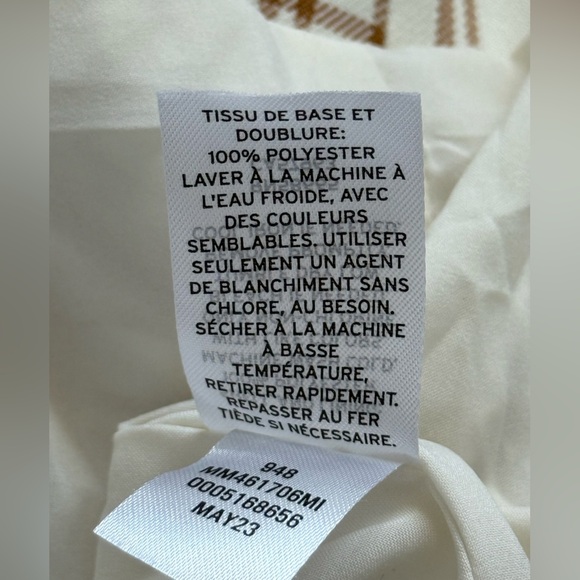 TISSU DE BASE ET
DOUBLURE:
100% POLYESTER
LAVER À LA MACHINE À
L'EAU FROIDE, AVEC
DES COULEURS
SEMBLABLES. UTILISER
SEULEMENT UN AGENT
DE BLANCHIMENT SANS
CHLORE, AU BESOIN.
SÉCHER À LA MACHINE
À BASSE
TEMPÉRATURE,
RETIRER RAPIDEMENT.
REPASSER AU FER
TIÈDE SI NÉCESSAIRE.
948
MM461706MI
0005168656
MAY23